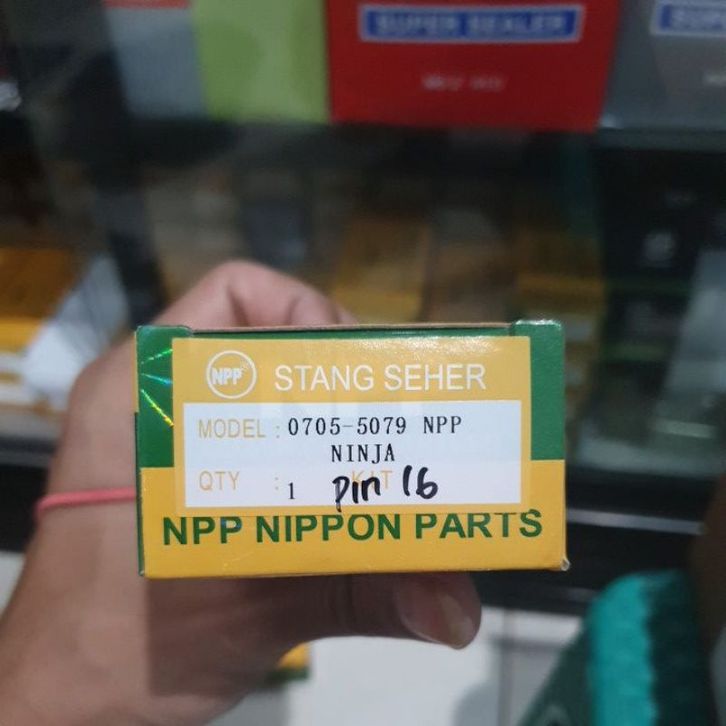 SUPER SEALER
NPP STANG SEHER
MODEL : 0705-5079 NPP
NINJA
QTY : 1 KIT pin 16
NPP NIPPON PARTS